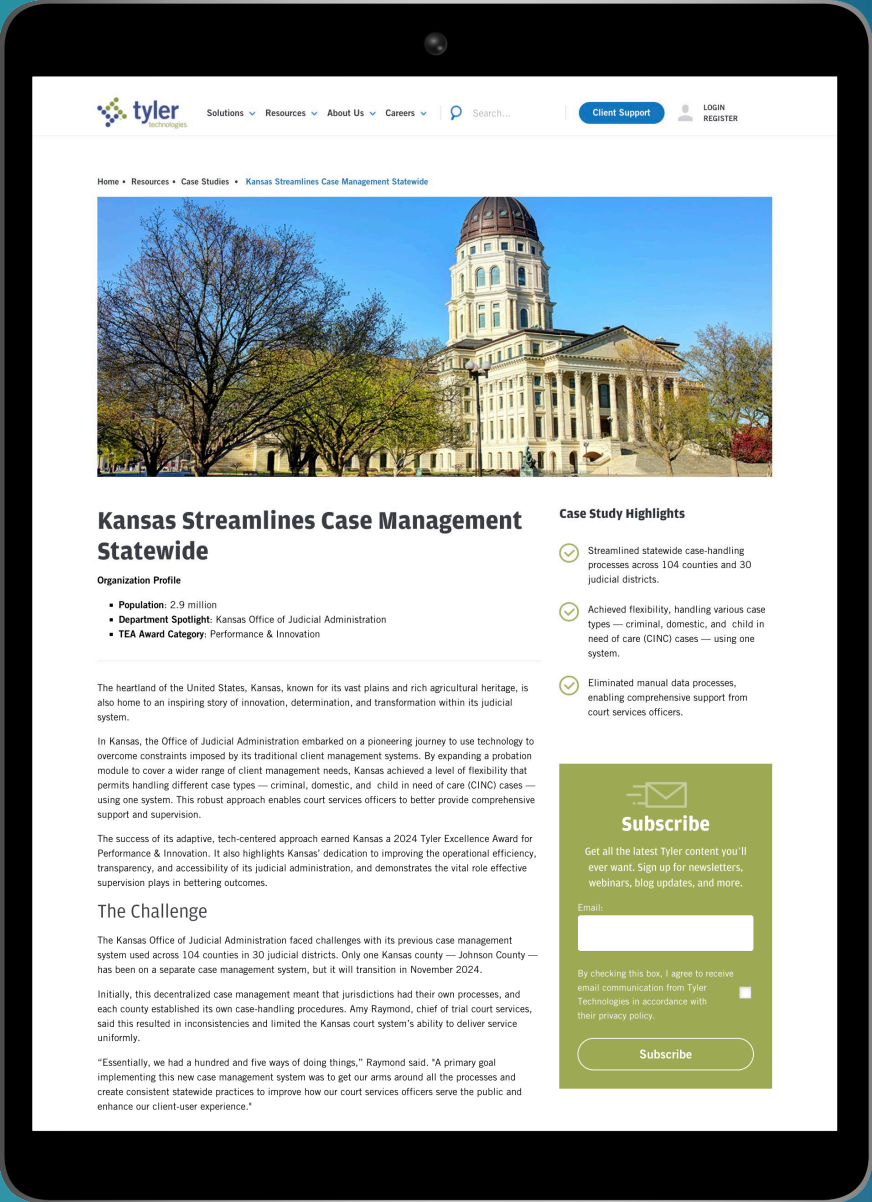 tyler
technologies
Solutions
Resources
About Us
Careers
Search...
Client Support
LOGIN
REGISTER
Home • Resources • Case Studies • Kansas Streamlines Case Management Statewide
Kansas Streamlines Case Management
Statewide
Organization Profile
▪ Population: 2.9 million
▪ Department Spotlight: Kansas Office of Judicial Administration
▪ TEA Award Category: Performance & Innovation
The heartland of the United States, Kansas, known for its vast plains and rich agricultural heritage, is
also home to an inspiring story of innovation, determination, and transformation within its judicial
system.
In Kansas, the Office of Judicial Administration embarked on a pioneering journey to use technology to
overcome constraints imposed by its traditional client management systems. By expanding a probation
module to cover a wider range of client management needs, Kansas achieved a level of flexibility that
permits handling different case types — criminal, domestic, and child in need of care (CINC) cases —
using one system. This robust approach enables court services officers to better provide comprehensive
support and supervision.
The success of its adaptive, tech-centered approach earned Kansas a 2024 Tyler Excellence Award for
Performance & Innovation. It also highlights Kansas' dedication to improving the operational efficiency,
transparency, and accessibility of its judicial administration, and demonstrates the vital role effective
supervision plays in bettering outcomes.
The Challenge
The Kansas Office of Judicial Administration faced challenges with its previous case management
system used across 104 counties in 30 judicial districts. Only one Kansas county — Johnson County —
has been on a separate case management system, but it will transition in November 2024.
Initially, this decentralized case management meant that jurisdictions had their own processes, and
each county established its own case-handling procedures. Amy Raymond, chief of trial court services,
said this resulted in inconsistencies and limited the Kansas court system's ability to deliver service
uniformly.
“Essentially, we had a hundred and five ways of doing things,” Raymond said. "A primary goal
implementing this new case management system was to get our arms around all the processes and
create consistent statewide practices to improve how our court services officers serve the public and
enhance our client-user experience."
Case Study Highlights
Streamlined statewide case-handling
processes across 104 counties and 30
judicial districts.
Achieved flexibility, handling various case
types — criminal, domestic, and child in
need of care (CINC) cases — using one
system.
Eliminated manual data processes,
enabling comprehensive support from
court services officers.
Subscribe
Get all the latest Tyler content you'll
ever want. Sign up for newsletters,
webinars, blog updates, and more.
Email:
By checking this box, I agree to receive
email communication from Tyler
Technologies in accordance with
their privacy policy.
Subscribe